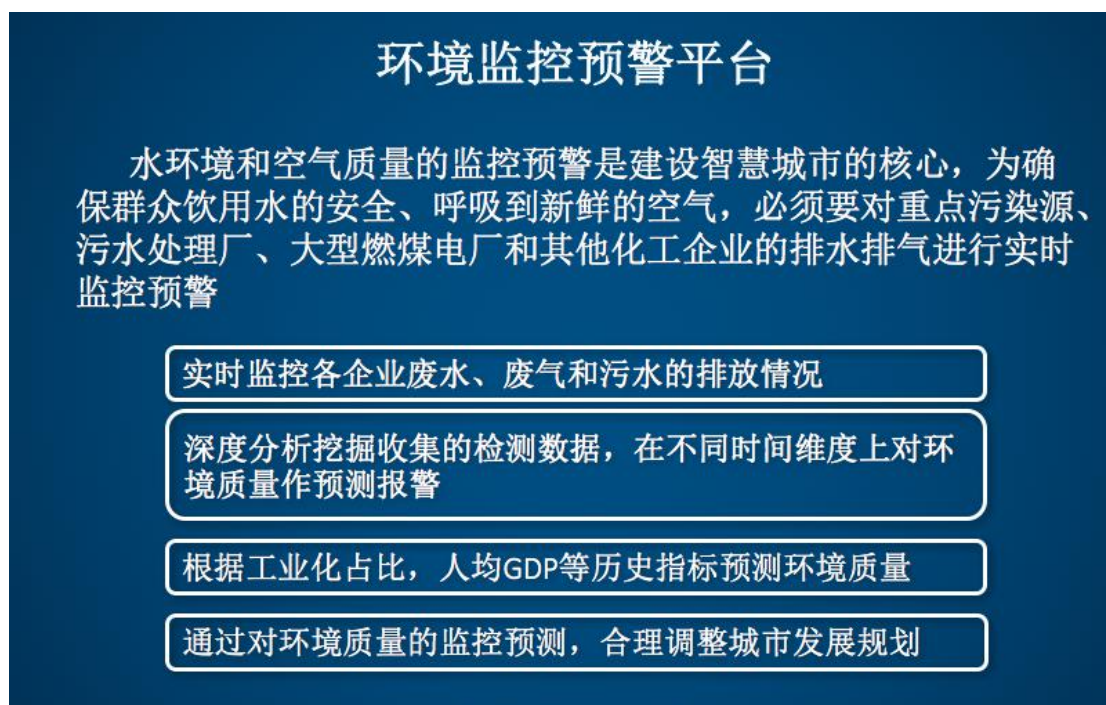 环境监控预警平台
水环境和空气质量的监控预警是建设智慧城市的核心，为确
保群众饮用水的安全、呼吸到新鲜的空气，必须要对重点污染源、
污水处理厂、大型燃煤电厂和其他化工企业的排水排气进行实时
监控预警
实时监控各企业废水、废气和污水的排放情况
深度分析挖掘收集的检测数据，在不同时间维度上对环
境质量作预测报警
根据工业化占比，人均GDP等历史指标预测环境质量
通过对环境质量的监控预测，合理调整城市发展规划